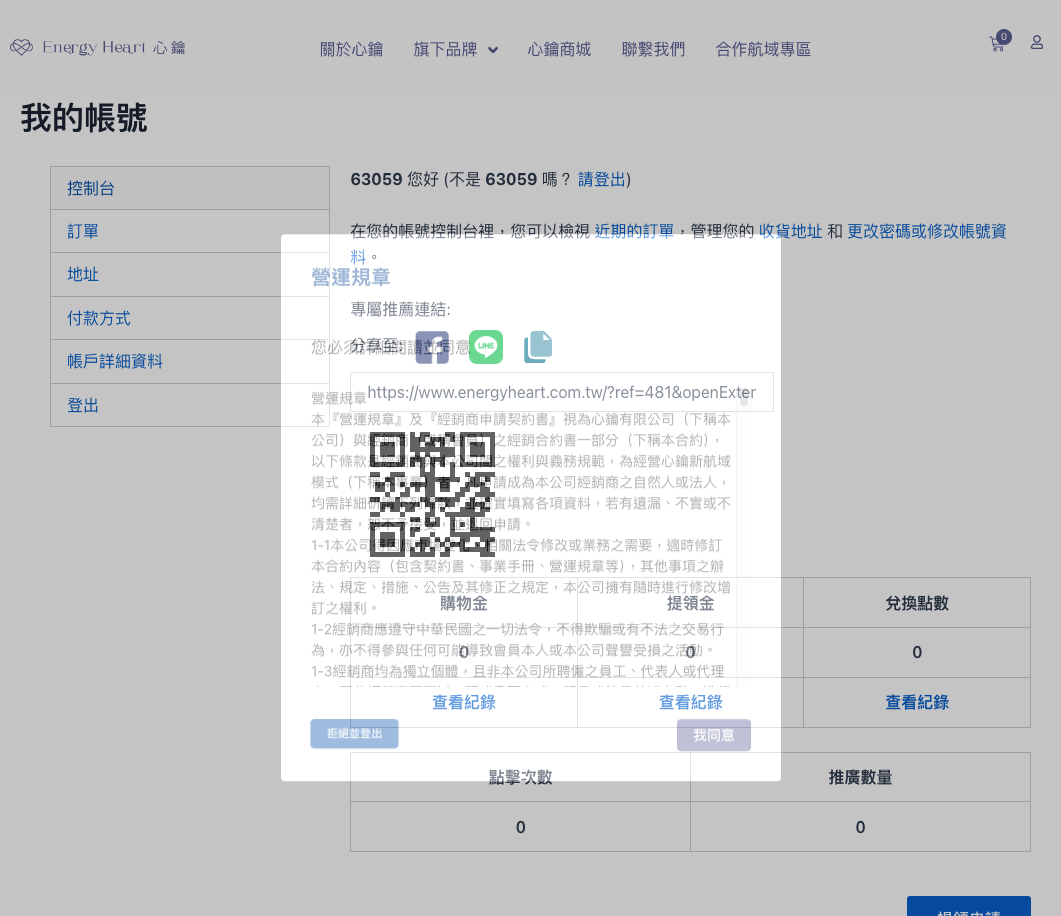 Energy Heart 心鑰
關於心鑰
旗下品牌
心鑰商城
聯繫我們
合作航域專區
0
我的帳號
控制台
訂單
地址
付款方式
帳戶詳細資料
登出
63059 您好 (不是 63059 嗎？ 請登出)
在您的帳號控制台裡，您可以檢視 近期的訂單，管理您的 收貨地址 和 更改密碼或修改帳號資
料。
專屬推薦連結:
分享至:
LINE
https://www.energyheart.com.tw/?ref=481&openExter
營運規章
您必須詳細閱讀並同意
營運規章
本『營運規章』及『經銷商申請契約書』視為心鑰有限公司（下稱本
公司）與經銷商 之經銷合約書一部分（下稱本合約），
以下條款 之權利與義務規範，為經營心鑰新航域
模式（下稱 請成為本公司經銷商之自然人或法人，
均需詳細 實填寫各項資料，若有遺漏、不實或不
清楚者， 並退回申請。
1-1本公司得因應 相關法令修改或業務之需要，適時修訂
本合約內容（包含契約書、事業手冊、營運規章等），其他事項之辦
法、規定、措施、公告及其修正之規定，本公司擁有隨時進行修改增
訂之權利。
1-2經銷商應遵守中華民國之一切法令，不得欺騙或有不法之交易行
為，亦不得參與任何可能導致會員本人或本公司聲譽受損之活動。
1-3經銷商均為獨立個體，且非本公司所聘僱之員工、代表人或代理
拒絕並登出
我同意
購物金
提領金
兌換點數
0
0
0
查看紀錄
查看紀錄
查看紀錄
點擊次數
推廣數量
0
0
提領申請